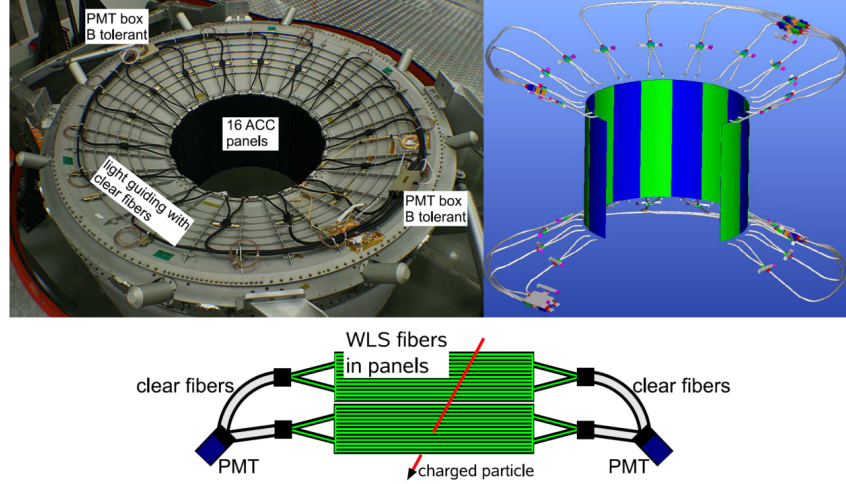 PMT box
B tolerant
16 ACC
panels
light guiding with
clear fibers
PMT box
B tolerant
WLS fibers
in panels
clear fibers
clear fibers
PMT
PMT
charged particle